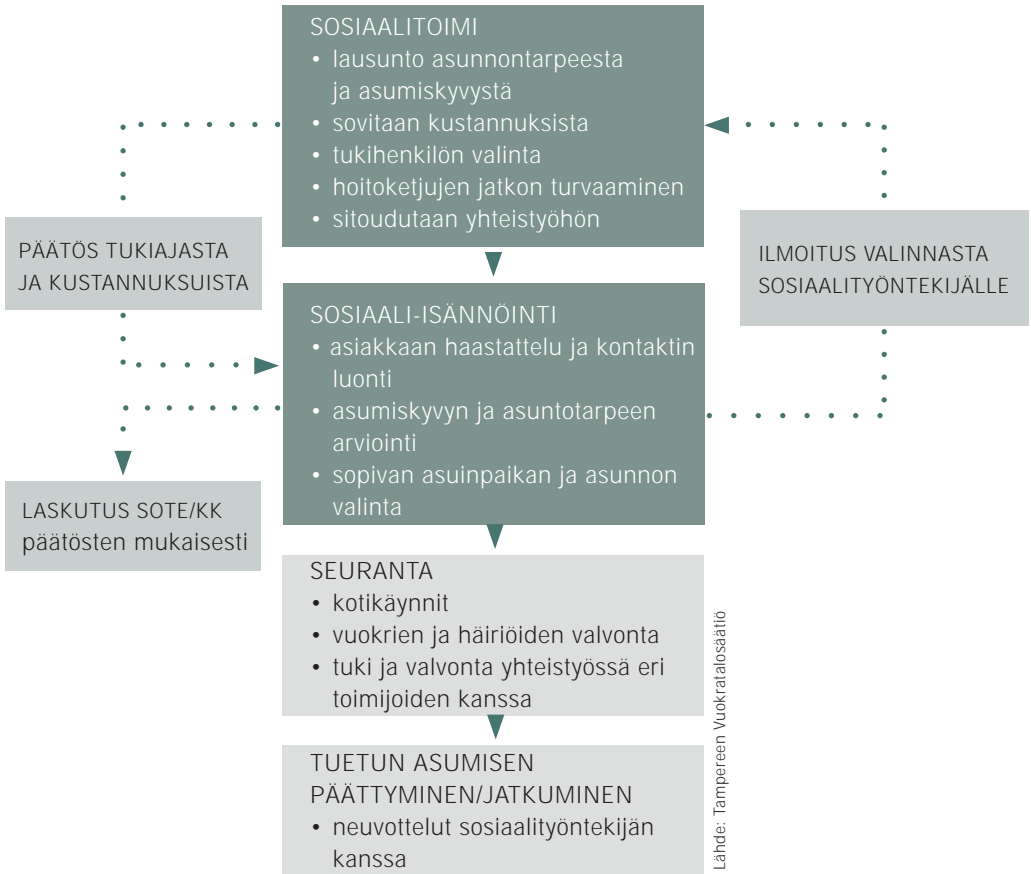 SOSIAALITOIMI
• lausunto asunnontarpeesta
ja asumiskyvystä
• sovitaan kustannuksista
• tukihenkilön valinta
• hoitoketjujen jatkon turvaaminen
• sitoudutaan yhteistyöhön
PÄÄTÖS TUKIAJASTA
JA KUSTANNUKSUISTA
ILMOITUS VALINNASTA
SOSIAALITYÖNTEKIJÄLLE
SOSIAALI-ISÄNNÖINTI
• asiakkaan haastattelu ja kontaktin
luonti
• asumiskyvyn ja asuntotarpeen
arviointi
• sopivan asuinpaikan ja asunnon
valinta
LASKUTUS SOTE/KK
päätösten mukaisesti
SEURANTA
• kotikäynnit
• vuokrien ja häiriöiden valvonta
• tuki ja valvonta yhteistyössä eri
toimijoiden kanssa
TUETUN ASUMISEN
PÄÄTTYMINEN/JATKUMINEN
• neuvottelut sosiaalityöntekijän
kanssa
Lähde: Tampereen Vuokratalosäätiö